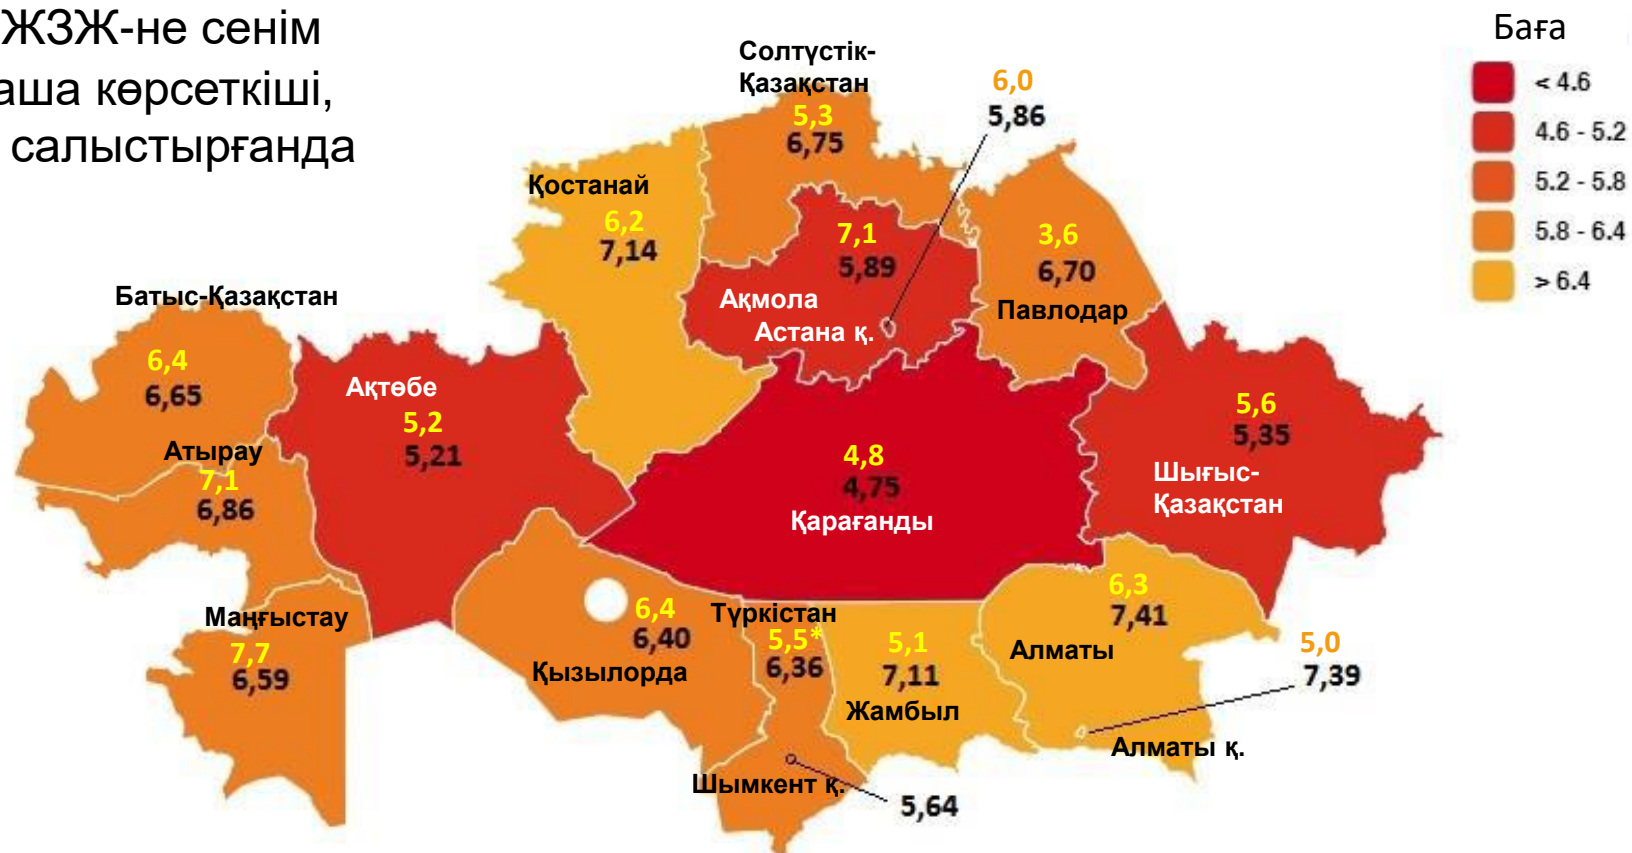 ЖЗЖ-не сенім
аша көрсеткіші,
салыстырғанда
Баға
< 4.6
4.6 - 5.2
5.2 - 5.8
5.8 - 6.4
> 6.4
Солтүстік-
Қазақстан
5,3
6,75
6,0
5,86
Қостанай
6,2
7,14
7,1
5,89
Ақмола
Астана қ.
3,6
6,70
Павлодар
Батыс-Қазақстан
6,4
6,65
Ақтөбе
5,2
5,21
Атырау
7,1
6,86
4,8
4,75
Қарағанды
5,6
5,35
Шығыс-
Қазақстан
Маңғыстау
7,7
6,59
6,4
6,40
Қызылорда
Түркістан
5,5*
6,36
5,1
7,11
Жамбыл
6,3
7,41
Алматы
5,0
7,39
Алматы қ.
Шымкент қ.
5,64